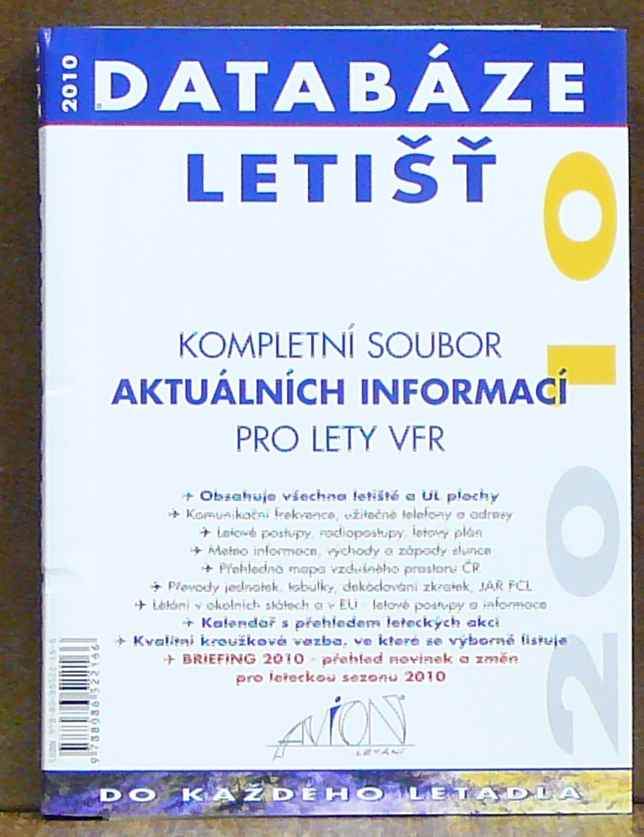 2010
DATABÁZE
LETIŠŤ
2010
KOMPLETNÍ SOUBOR
AKTUÁLNÍCH INFORMACÍ
PRO LETY VFR
✈ Obsahuje všechna letiště a UL plochy
✈ Komunikační frekvence, užitečné telefony a adresy
✈ Letové postupy, radiopostupy, letový plán
✈ Meteo informace, východy a západy slunce
✈ Přehledná mapa vzdušného prostoru ČR
✈ Převody jednotek, tabulky, dekódování zkratek, JAR FCL
✈ Létání v okolních státech a v EU - letové postupy a informace
✈ Kalendář s přehledem leteckých akcí
✈ Kvalitní kroužková vazba, ve které se výborně listuje
✈ BRIEFING 2010 - přehled novinek a změn
pro leteckou sezonu 2010
9788086522166
AVION
LÉTÁNÍ
DO KAŽDÉHO LETADLA